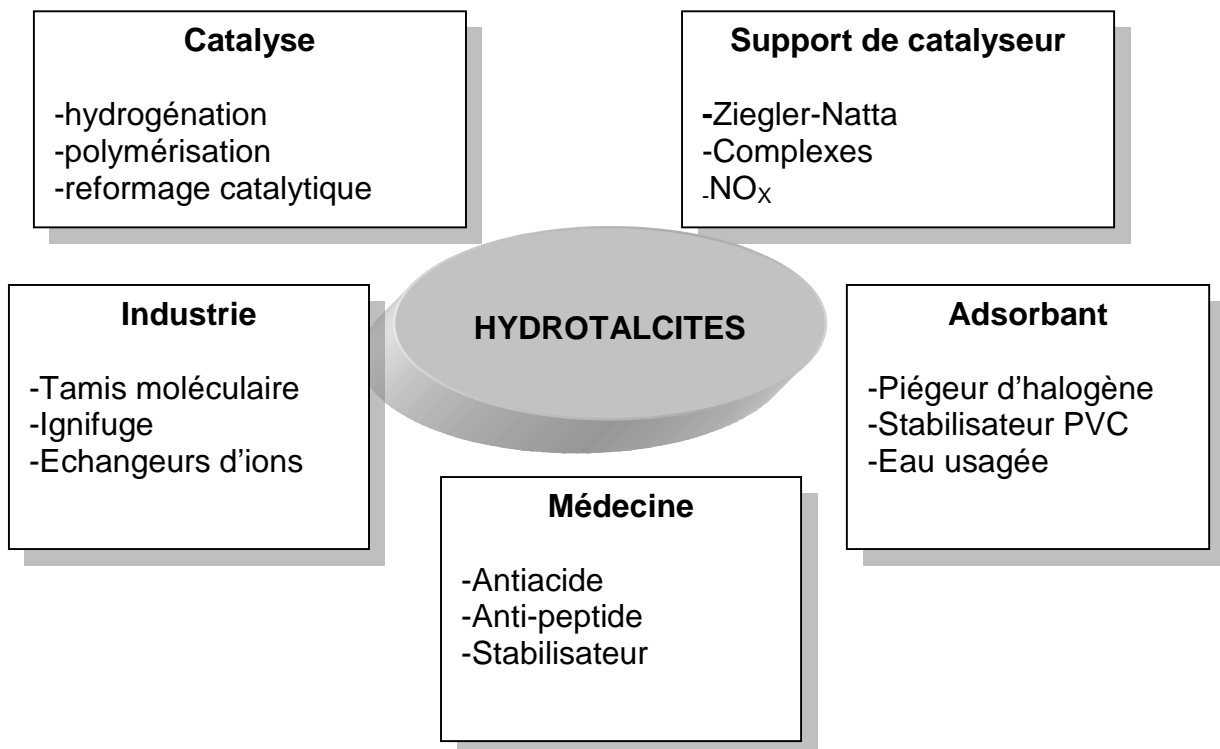 Catalyse
-hydrogénation
-polymérisation
-reformage catalytique
Support de catalyseur
-Ziegler-Natta
-Complexes
-NOX
Industrie
-Tamis moléculaire
-Ignifuge
-Echangeurs d’ions
HYDROTALCITES
Adsorbant
-Piégeur d’halogène
-Stabilisateur PVC
-Eau usagée
Médecine
-Antiacide
-Anti-peptide
-Stabilisateur